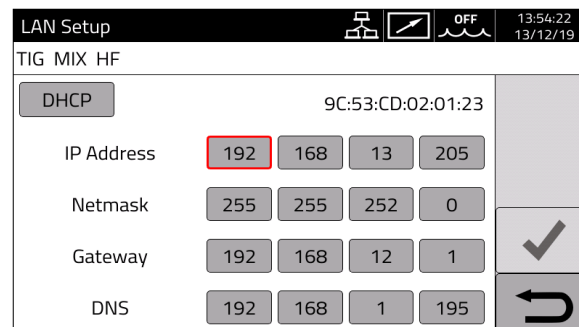 LAN Setup OFF 13:54:22
13/12/19
TIG MIX HF
DHCP 9C:53:CD:02:01:23
IP Address 192 168 13 205
Netmask 255 255 252 0
Gateway 192 168 12 1
DNS 192 168 1 195